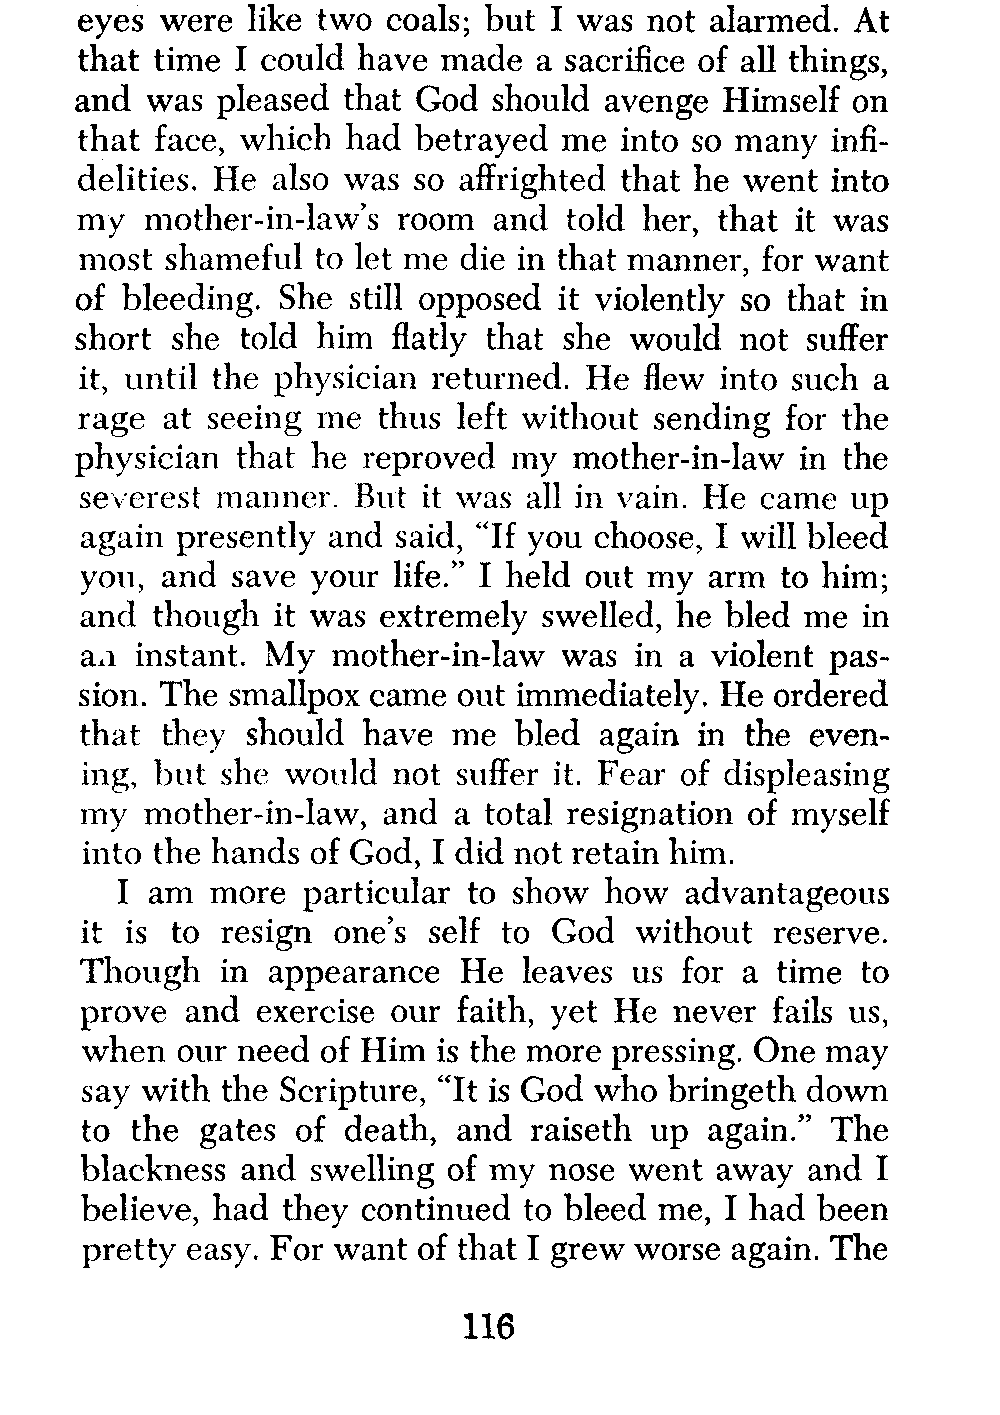 eyes were like two coals; but I was not alarmed. At
that time I could have made a sacrifice of all things,
and was pleased that God should avenge Himself on
that face, which had betrayed me into so many infi-
delities. He also was so affrighted that he went into
my mother-in-law's room and told her, that it was
most shameful to let me die in that manner, for want
of bleeding. She still opposed it violently so that in
short she told him flatly that she would not suffer
it, until the physician returned. He flew into such a
rage at seeing me thus left without sending for the
physician that he reproved my mother-in-law in the
severest manner. But it was all in vain. He came up
again presently and said, “If you choose, I will bleed
you, and save your life.” I held out my arm to him;
and though it was extremely swelled, he bled me in
an instant. My mother-in-law was in a violent pas-
sion. The smallpox came out immediately. He ordered
that they should have me bled again in the even-
ing, but she would not suffer it. Fear of displeasing
my mother-in-law, and a total resignation of myself
into the hands of God, I did not retain him.
I am more particular to show how advantageous
it is to resign one's self to God without reserve.
Though in appearance He leaves us for a time to
prove and exercise our faith, yet He never fails us,
when our need of Him is the more pressing. One may
say with the Scripture, “It is God who bringeth down
to the gates of death, and raiseth up again.” The
blackness and swelling of my nose went away and I
believe, had they continued to bleed me, I had been
pretty easy. For want of that I grew worse again. The
116